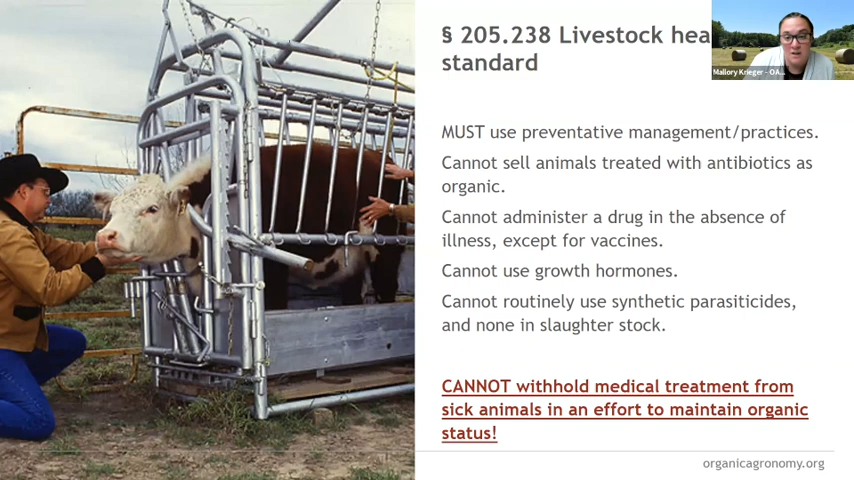 § 205.238 Livestock hea
standard
Mallory Krieger - OA...
MUST use preventative management/practices.
Cannot sell animals treated with antibiotics as
organic.
Cannot administer a drug in the absence of
illness, except for vaccines.
Cannot use growth hormones.
Cannot routinely use synthetic parasiticides,
and none in slaughter stock.
CANNOT withhold medical treatment from
sick animals in an effort to maintain organic
status!
organicagronomy.org